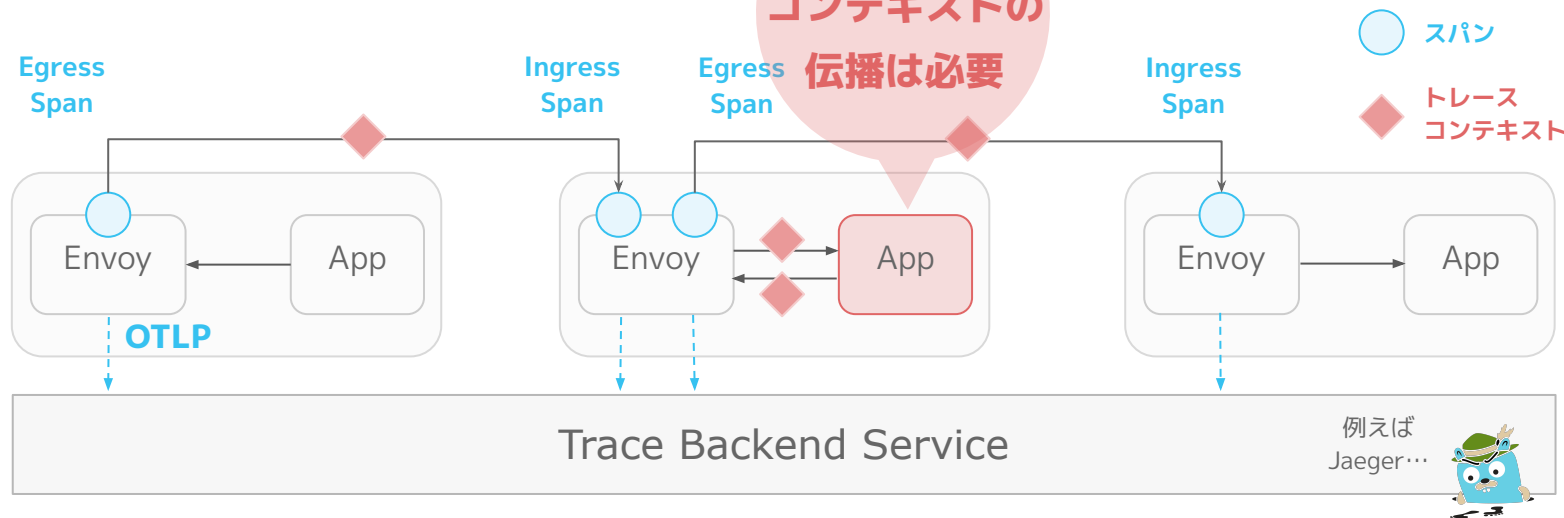 コンテキストの
伝播は必要
スパン
トレース
コンテキスト
Egress
Span
Ingress
Span
Egress
Span
Ingress
Span
Envoy
App
Envoy
App
Envoy
App
OTLP
Trace Backend Service
例えば
Jaeger…